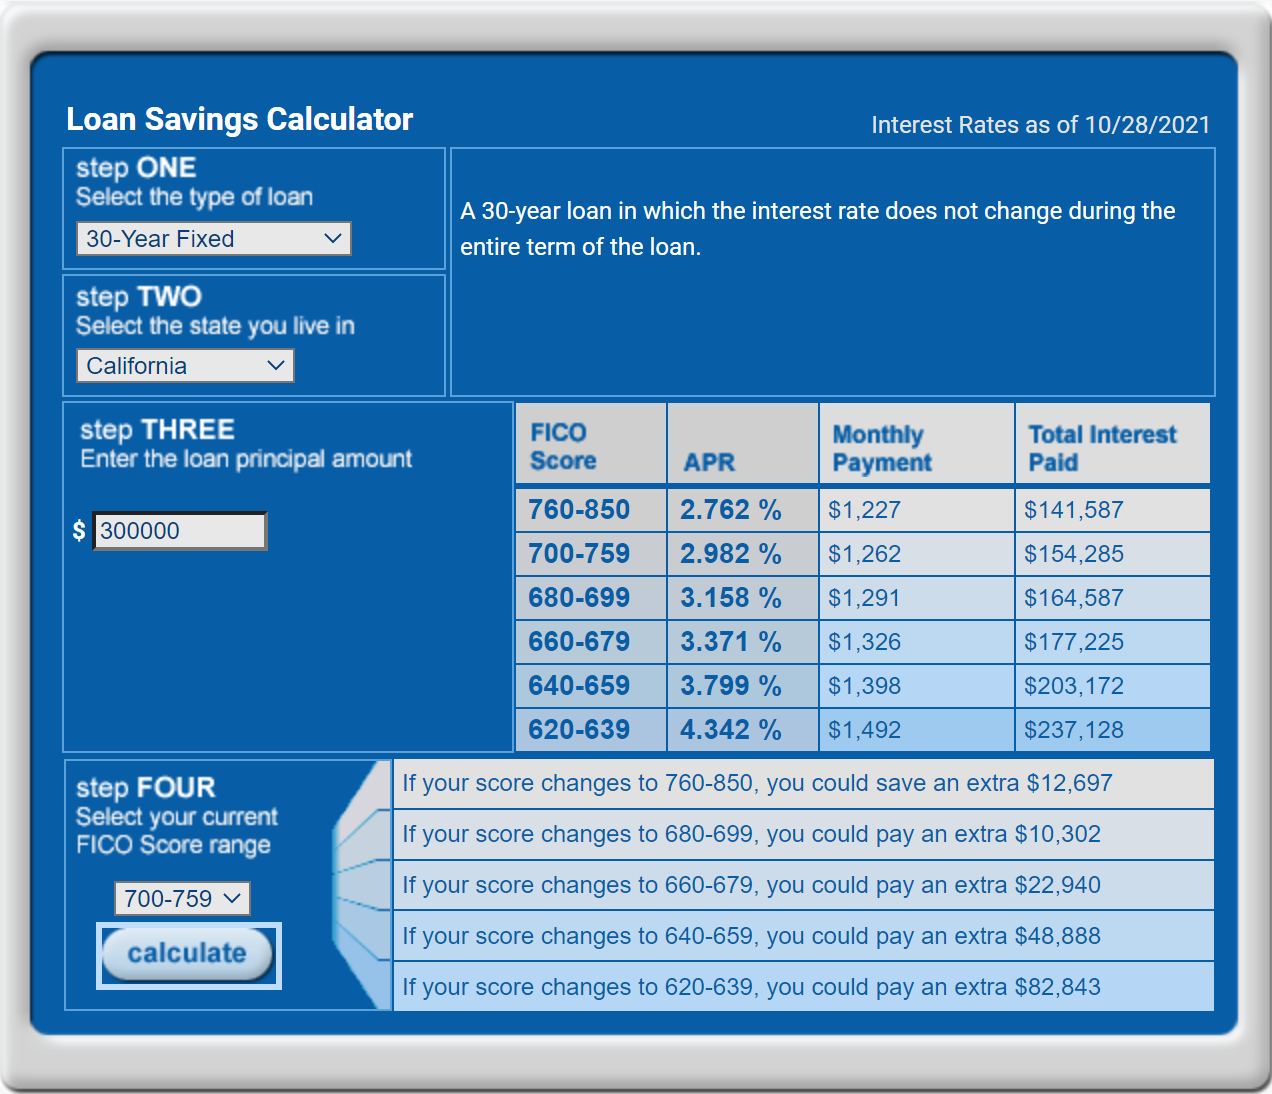 Loan Savings Calculator
Interest Rates as of 10/28/2021
step ONE
Select the type of loan
30-Year Fixed
A 30-year loan in which the interest rate does not change during the
entire term of the loan.
step TWO
Select the state you live in
California
step THREE
Enter the loan principal amount
$ 300000
FICO Score APR Monthly Payment Total Interest Paid
760-850 2.762 % $1,227 $141,587
700-759 2.982 % $1,262 $154,285
680-699 3.158 % $1,291 $164,587
660-679 3.371 % $1,326 $177,225
640-659 3.799 % $1,398 $203,172
620-639 4.342 % $1,492 $237,128
step FOUR
Select your current
FICO Score range
700-759
calculate
If your score changes to 760-850, you could save an extra $12,697
If your score changes to 680-699, you could pay an extra $10,302
If your score changes to 660-679, you could pay an extra $22,940
If your score changes to 640-659, you could pay an extra $48,888
If your score changes to 620-639, you could pay an extra $82,843